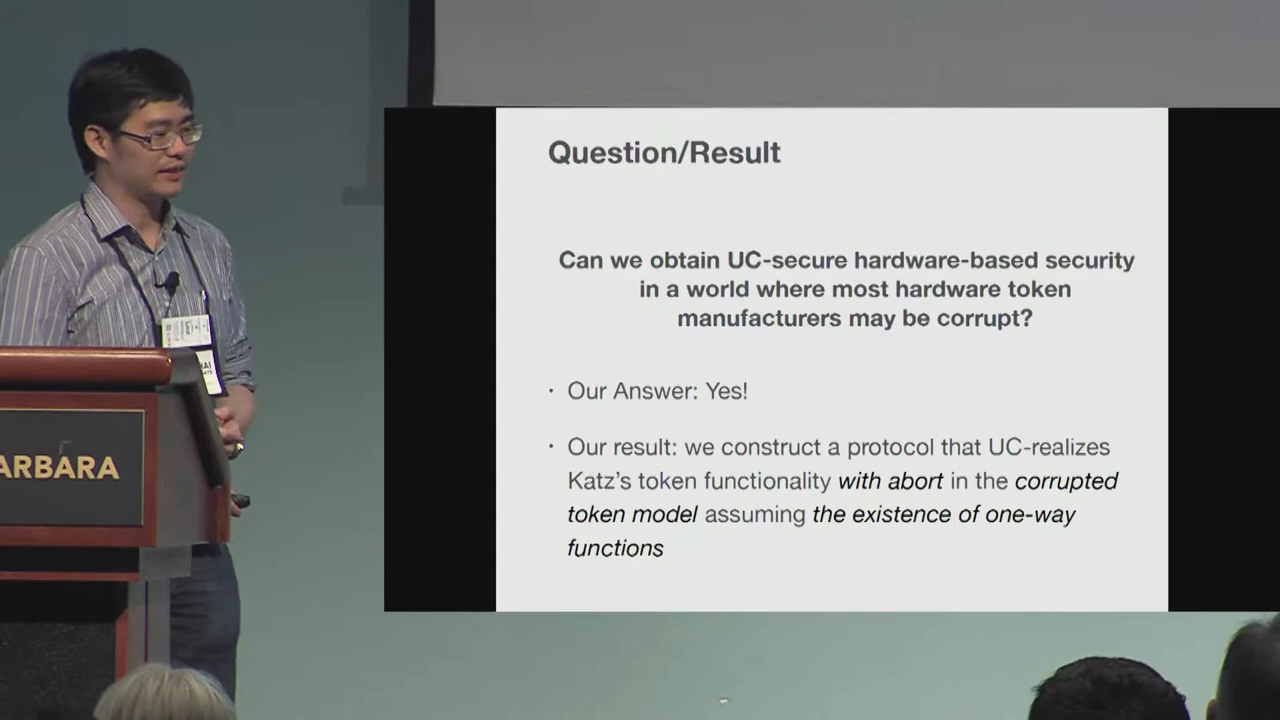 Question/Result
Can we obtain UC-secure hardware-based security
in a world where most hardware token
manufacturers may be corrupt?
· Our Answer: Yes!
· Our result: we construct a protocol that UC-realizes
Katz's token functionality with abort in the corrupted
token model assuming the existence of one-way
functions
ARBARA